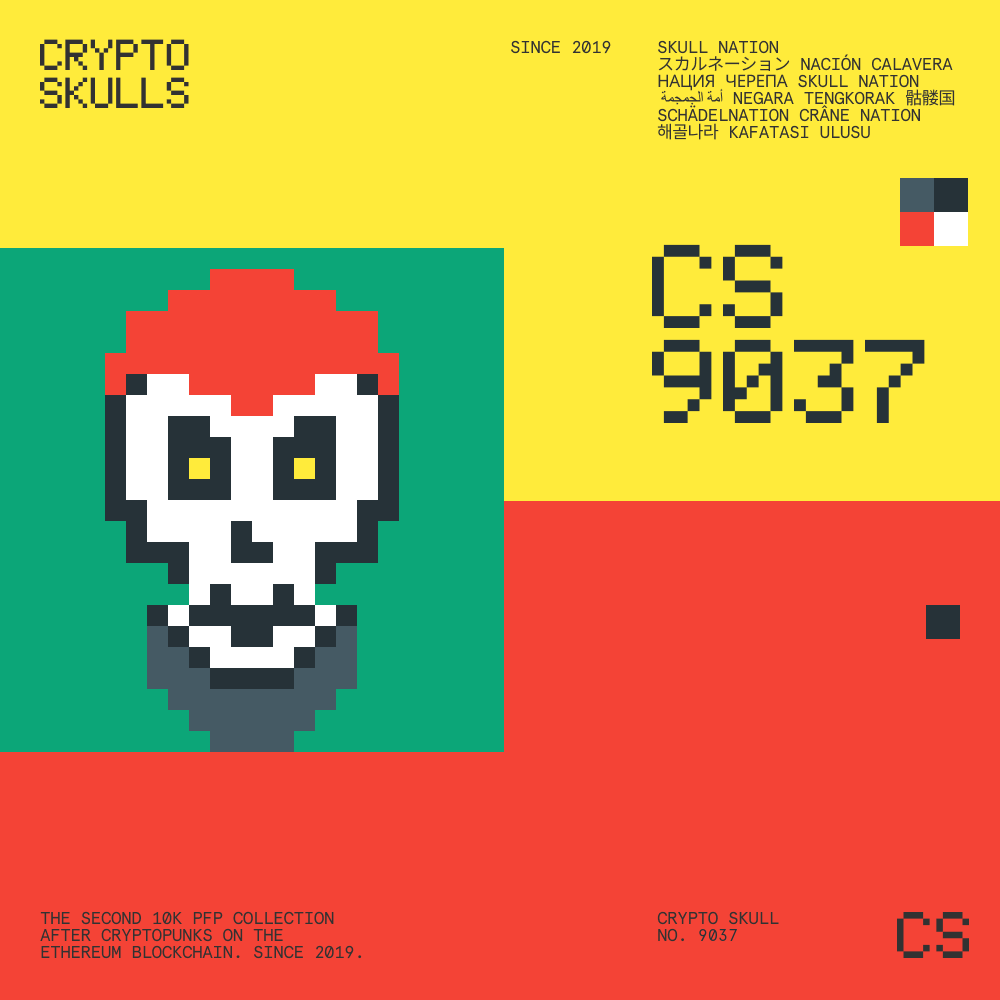 CRYPTO
SKULLS
SINCE 2019
SKULL NATION
スカルネーション NACIÓN CALAVERA
НАЦИЯ ЧЕРЕПА SKULL NATION
أمة الجمجمة NEGARA TENGKORAK 骷髅国
SCHÄDELNATION CRÂNE NATION
해골나라 KAFATASI ULUSU
CS
9037
THE SECOND 10K PFP COLLECTION
AFTER CRYPTOPUNKS ON THE
ETHEREUM BLOCKCHAIN. SINCE 2019.
CRYPTO SKULL
NO. 9037
CS